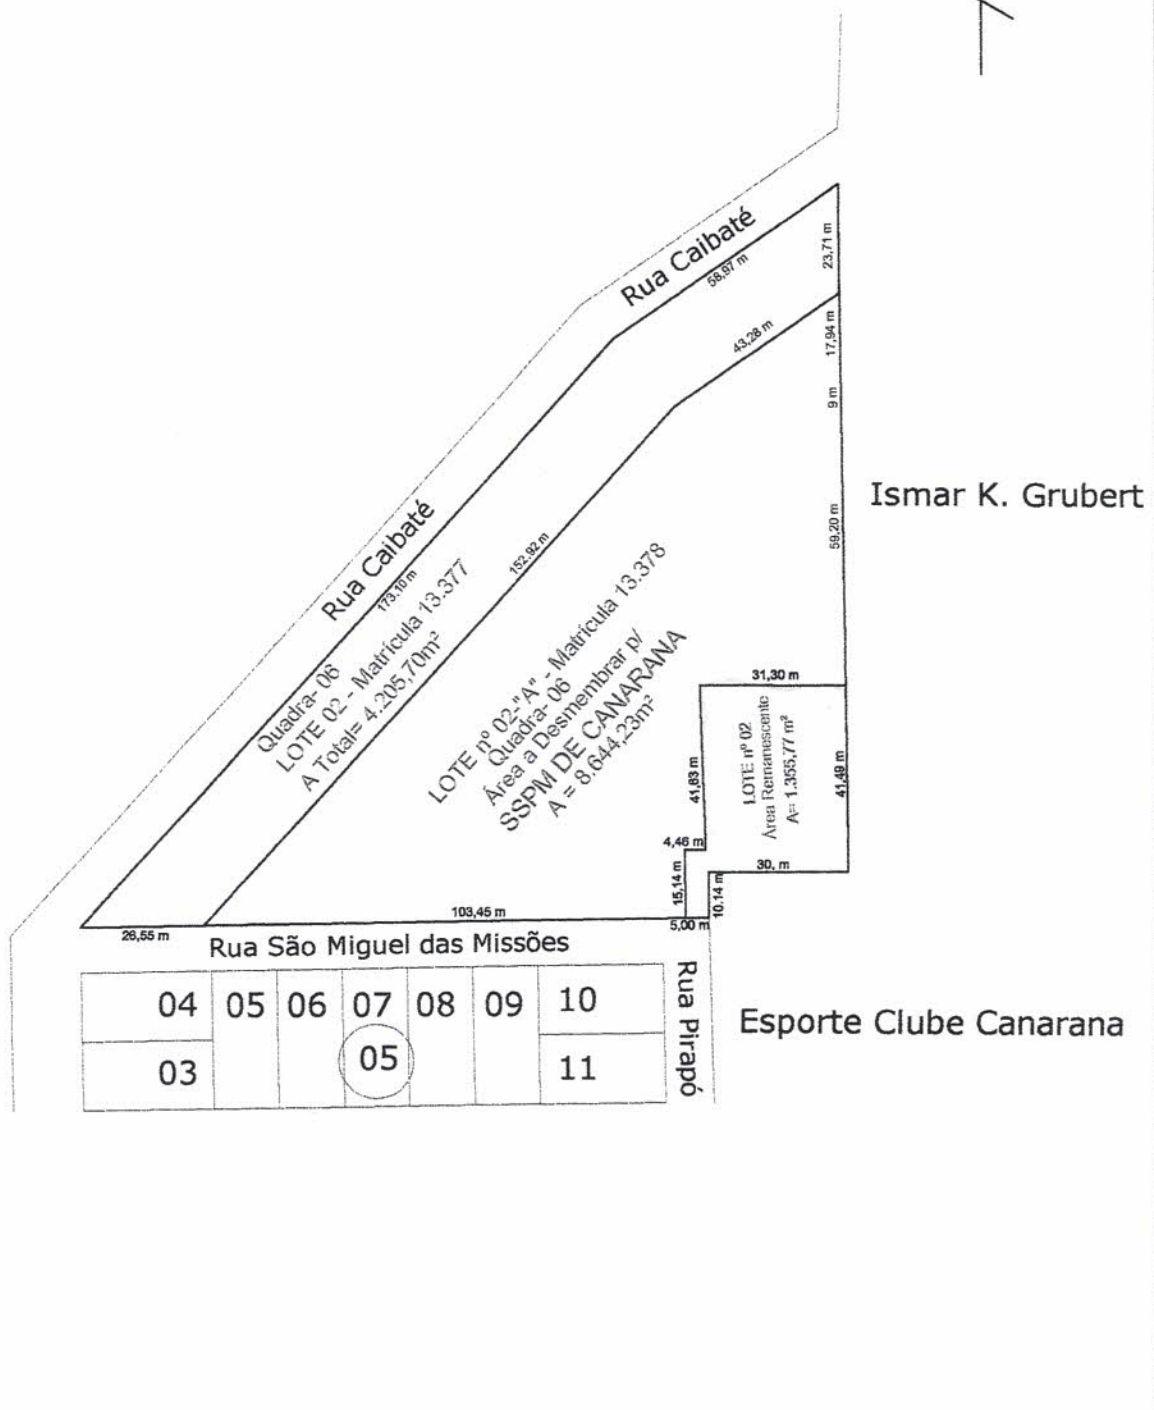 Rua Caibaté
58,97 m
23,71 m
43,28 m
17,94 m
9 m
Ismar K. Grubert
59,20 m
Rua Caibaté
173,10 m
152,92 m
Quadra- 06
LOTE 02 - Matrícula 13.377
A Total= 4.205,70m²
LOTE nº 02-"A" - Matrícula 13.378
Quadra- 06
Área a Desmembrar p/
SSPM DE CANARANA
A = 8.644,23m²
31,30 m
LOTE nº 02
Área Remanescente
A= 1.355,77 m²
41,63 m
41,49 m
4,46 m
30, m
15,14 m
10,14 m
103,45 m
5,00 m
26,55 m
Rua São Miguel das Missões
04
05
06
07
08
09
10
Rua Pirapó
Esporte Clube Canarana
03
05
11